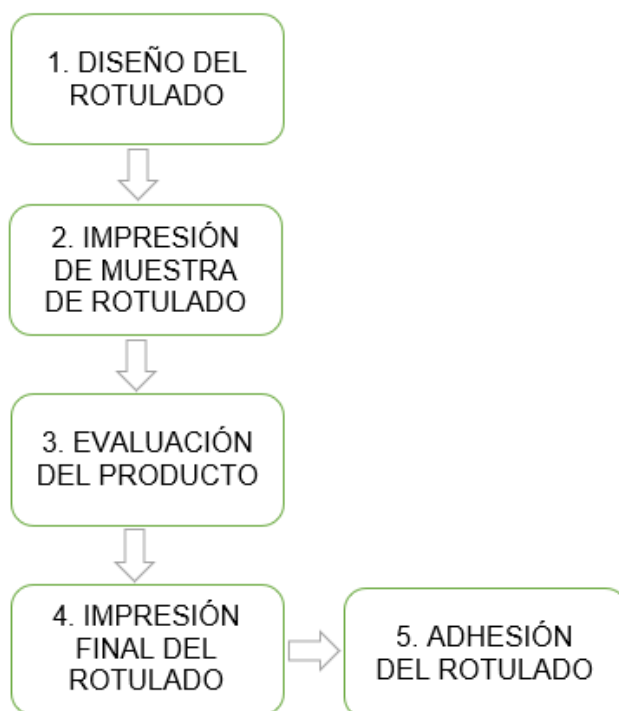 1. DISEÑO DEL
ROTULADO
2. IMPRESIÓN
DE MUESTRA
DE ROTULADO
3. EVALUACIÓN
DEL PRODUCTO
4. IMPRESIÓN
FINAL DEL
ROTULADO
5. ADHESIÓN
DEL ROTULADO